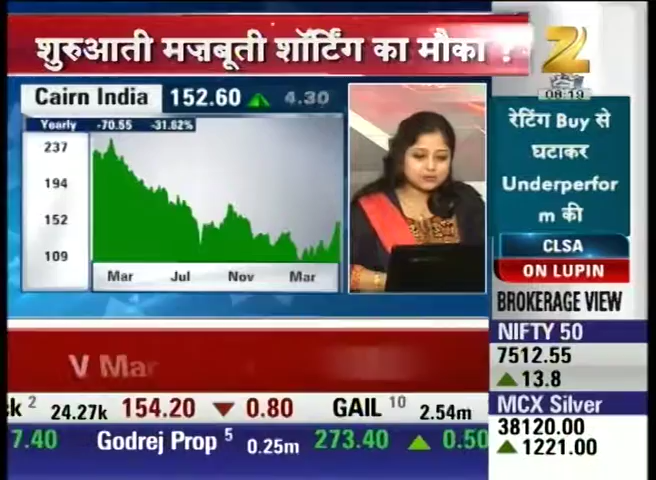 शुरुआती मज़बूती शॉर्टिंग का मौका ?
Cairn India 152.60 ▲ 4.30
Yearly -70.55 -31.62%
237
194
152
109
Mar Jul Nov Mar
08:19
रेटिंग Buy से
घटाकर
Underperfor
m की
CLSA
ON LUPIN
BROKERAGE VIEW
NIFTY 50
7512.55
▲ 13.8
MCX Silver
38120.00
▲ 1221.00
V Mar
k 2 24.27k 154.20 ▼ 0.80 GAIL 10 2.54m
7.40 Godrej Prop 5 0.25m 273.40 ▲ 0.50